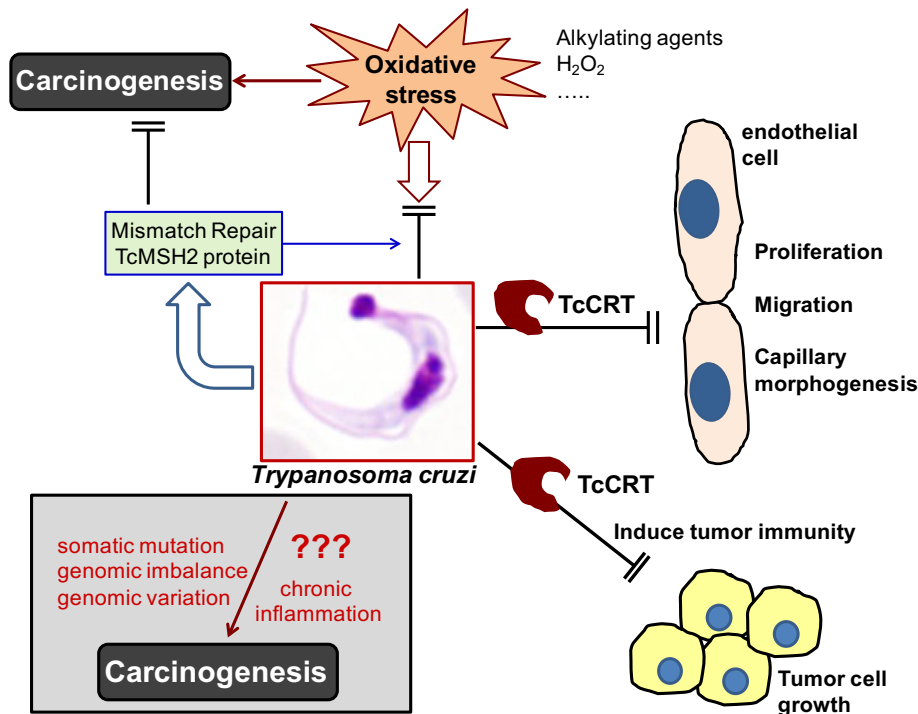 Carcinogenesis
Oxidative
stress
Alkylating agents
H₂O₂
.....
endothelial
cell
Mismatch Repair
TcMSH2 protein
Proliferation
TcCRT
Migration
Capillary
morphogenesis
Trypanosoma cruzi
TcCRT
Induce tumor immunity
somatic mutation
genomic imbalance
genomic variation
???
chronic
inflammation
Carcinogenesis
Tumor cell
growth